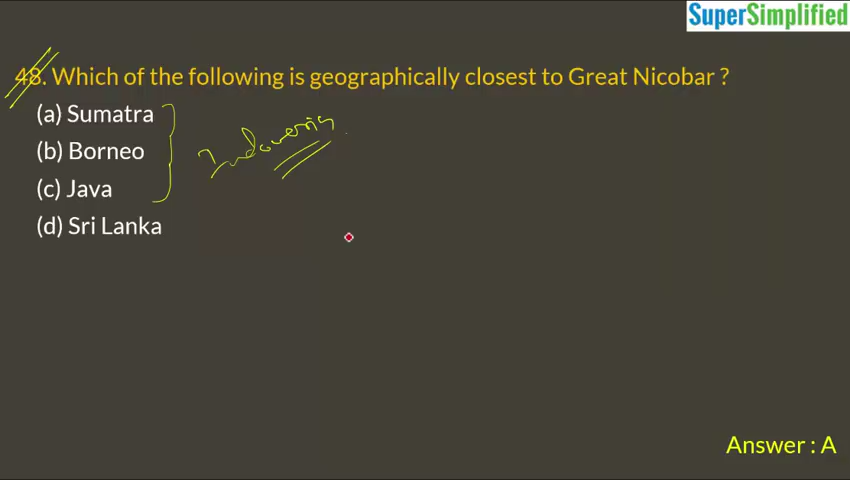 SuperSimplified
48. Which of the following is geographically closest to Great Nicobar ?
(a) Sumatra
(b) Borneo
Indonesia
(c) Java
(d) Sri Lanka
Answer : A